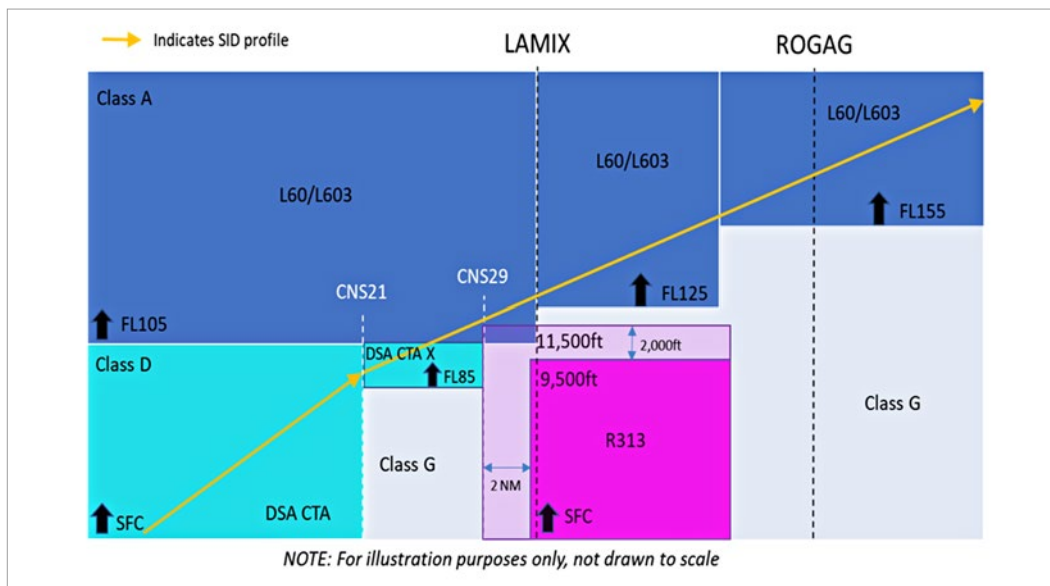 Indicates SID profile
LAMIX
ROGAG
Class A
L60/L603
L60/L603
L60/L603
FL155
CNS29
CNS21
FL125
FL105
11,500ft
2,000ft
DSA CTA X
Class D
FL85
9,500ft
Class G
R313
Class G
2 NM
SFC
DSA CTA
SFC
NOTE: For illustration purposes only, not drawn to scale